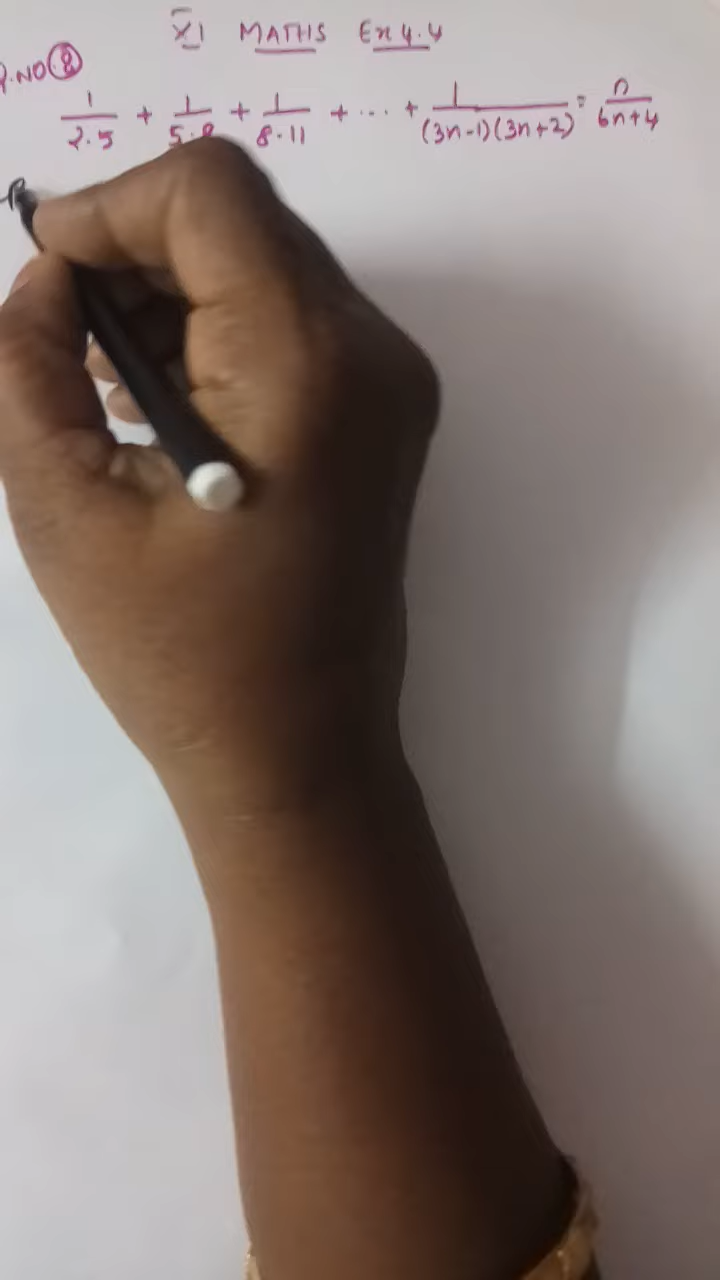 XI MATHS Ex 4.4
Q.NO 8
1/2·5 + 1/5·8 + 1/8·11 + ... + 1/(3n-1)(3n+2) = n/6n+4